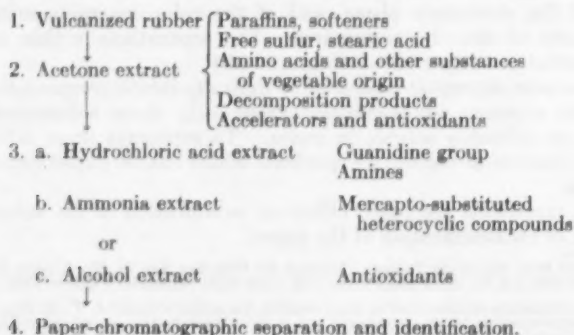 1. Vulcanized rubber { Paraffins, softeners
Free sulfur, stearic acid
2. Acetone extract Amino acids and other substances
of vegetable origin
Decomposition products
Accelerators and antioxidants
3. a. Hydrochloric acid extract Guanidine group
Amines
b. Ammonia extract Mercapto-substituted
heterocyclic compounds
or
c. Alcohol extract Antioxidants
4. Paper-chromatographic separation and identification.